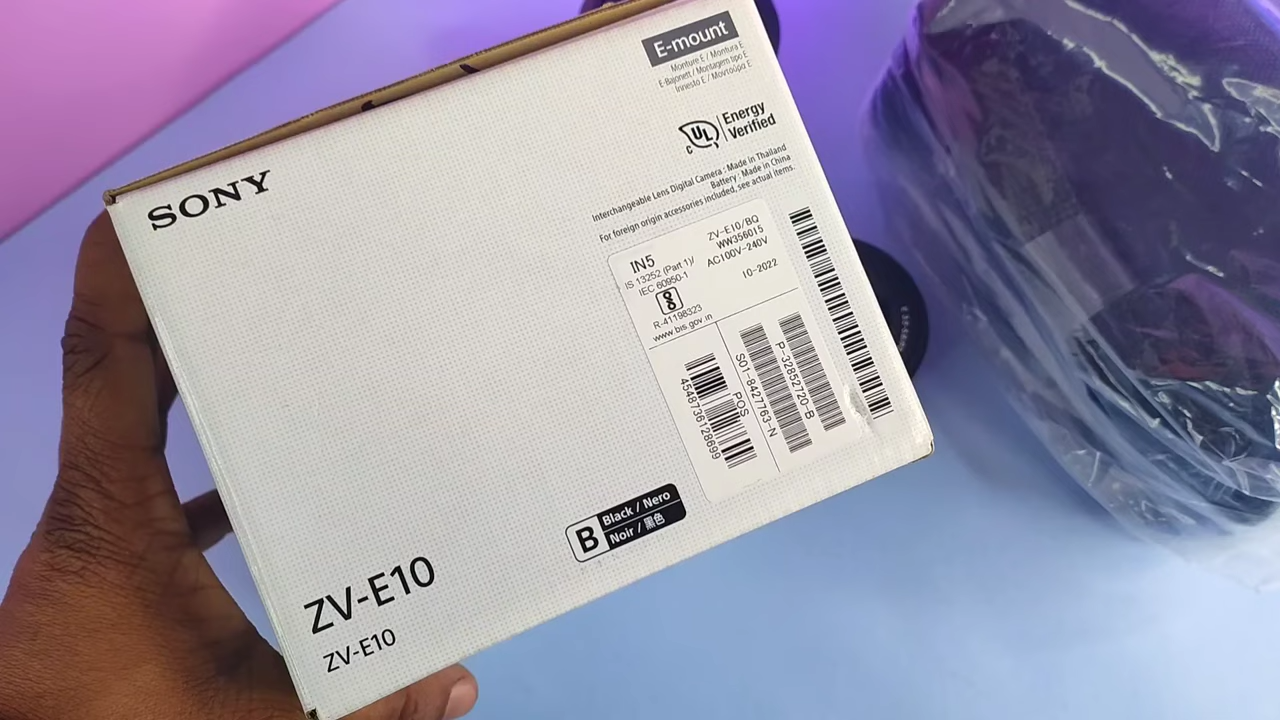 SONY
E-mount
Monture E / Montura E
E-Bajonett / Montagem tipo E
Innesto E / Μοντούρα E
c UL Energy
Verified
Interchangeable Lens Digital Camera : Made in Thailand
Battery : Made in China
For foreign origin accessories included, see actual items.
IN5
IS 13252 (Part 1)/
IEC 60950-1
R-41198323
www.bis.gov.in
ZV-E10/BQ
WW356015
AC100V-240V
10-2022
4548736128699
POS
S01-8427763-N
P-32852720-B
B Black / Nero
Noir / 黑色
ZV-E10
ZV-E10